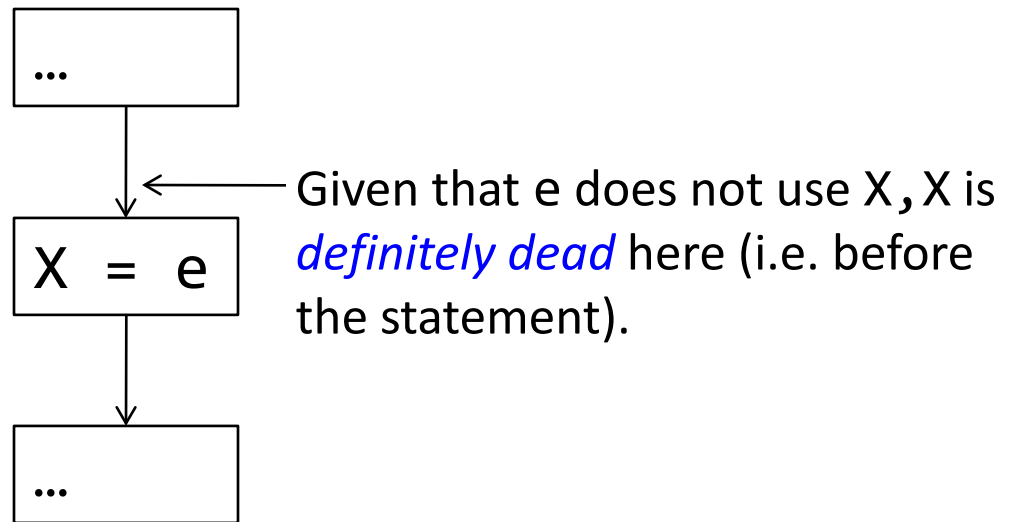 …
Given that e does not use X, X is
definitely dead here (i.e. before
the statement).
X = e
…